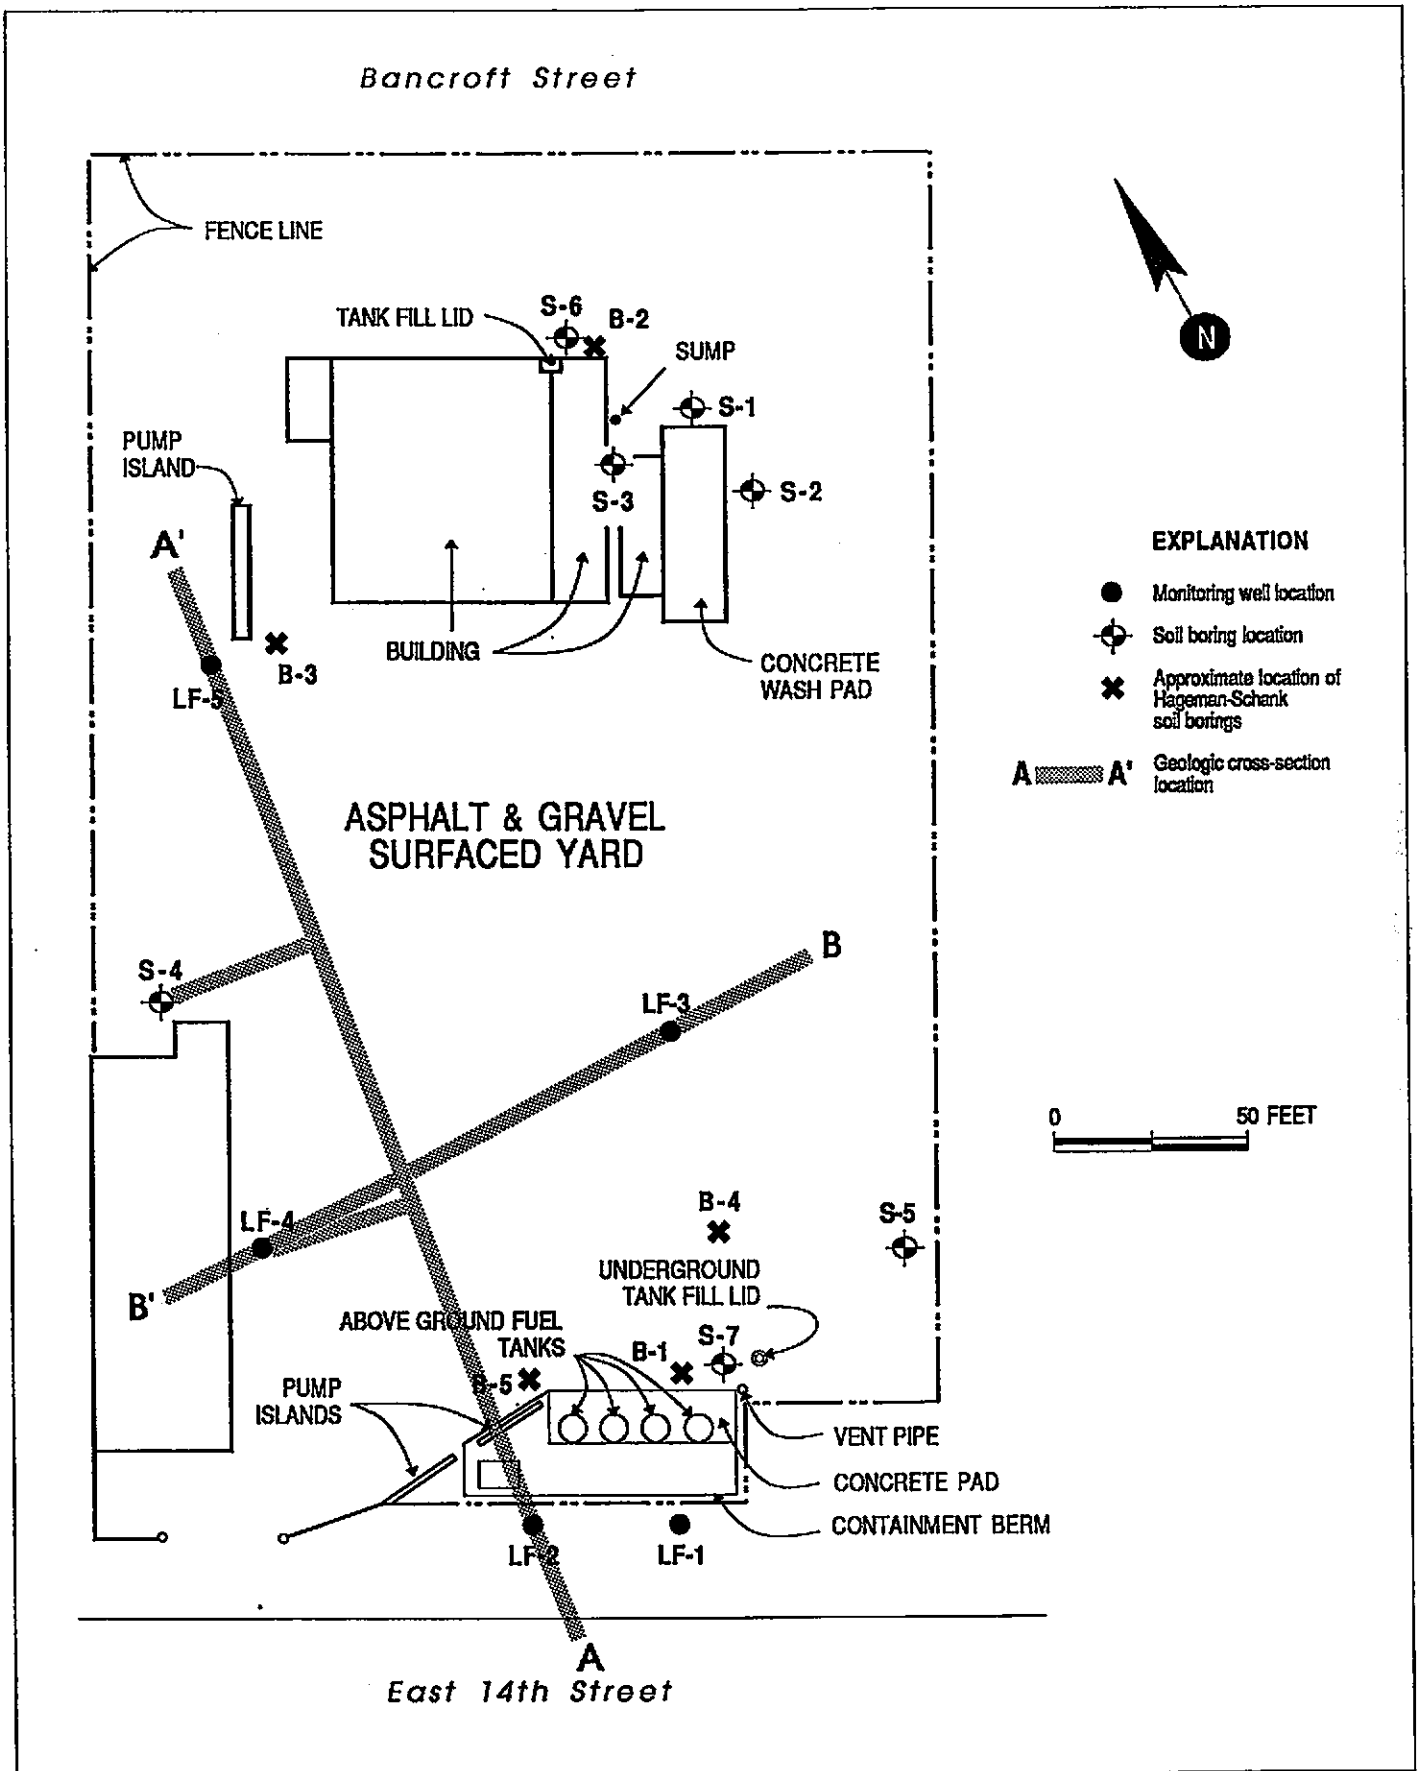 Bancroft Street
FENCE LINE
TANK FILL LID
S-6
B-2
SUMP
S-1
PUMP
ISLAND
S-3
S-2
A'
EXPLANATION
Monitoring well location
Soil boring location
Approximate location of
Hageman-Schank
soil borings
A A' Geologic cross-section
location
N
BUILDING
B-3
LF-5
CONCRETE
WASH PAD
ASPHALT & GRAVEL
SURFACED YARD
B
S-4
LF-3
0 50 FEET
B-4
S-5
LF-4
UNDERGROUND
TANK FILL LID
B'
ABOVE GROUND FUEL
TANKS
B-1
S-7
B-5
PUMP
ISLANDS
VENT PIPE
CONCRETE PAD
CONTAINMENT BERM
LF-2
LF-1
A
East 14th Street